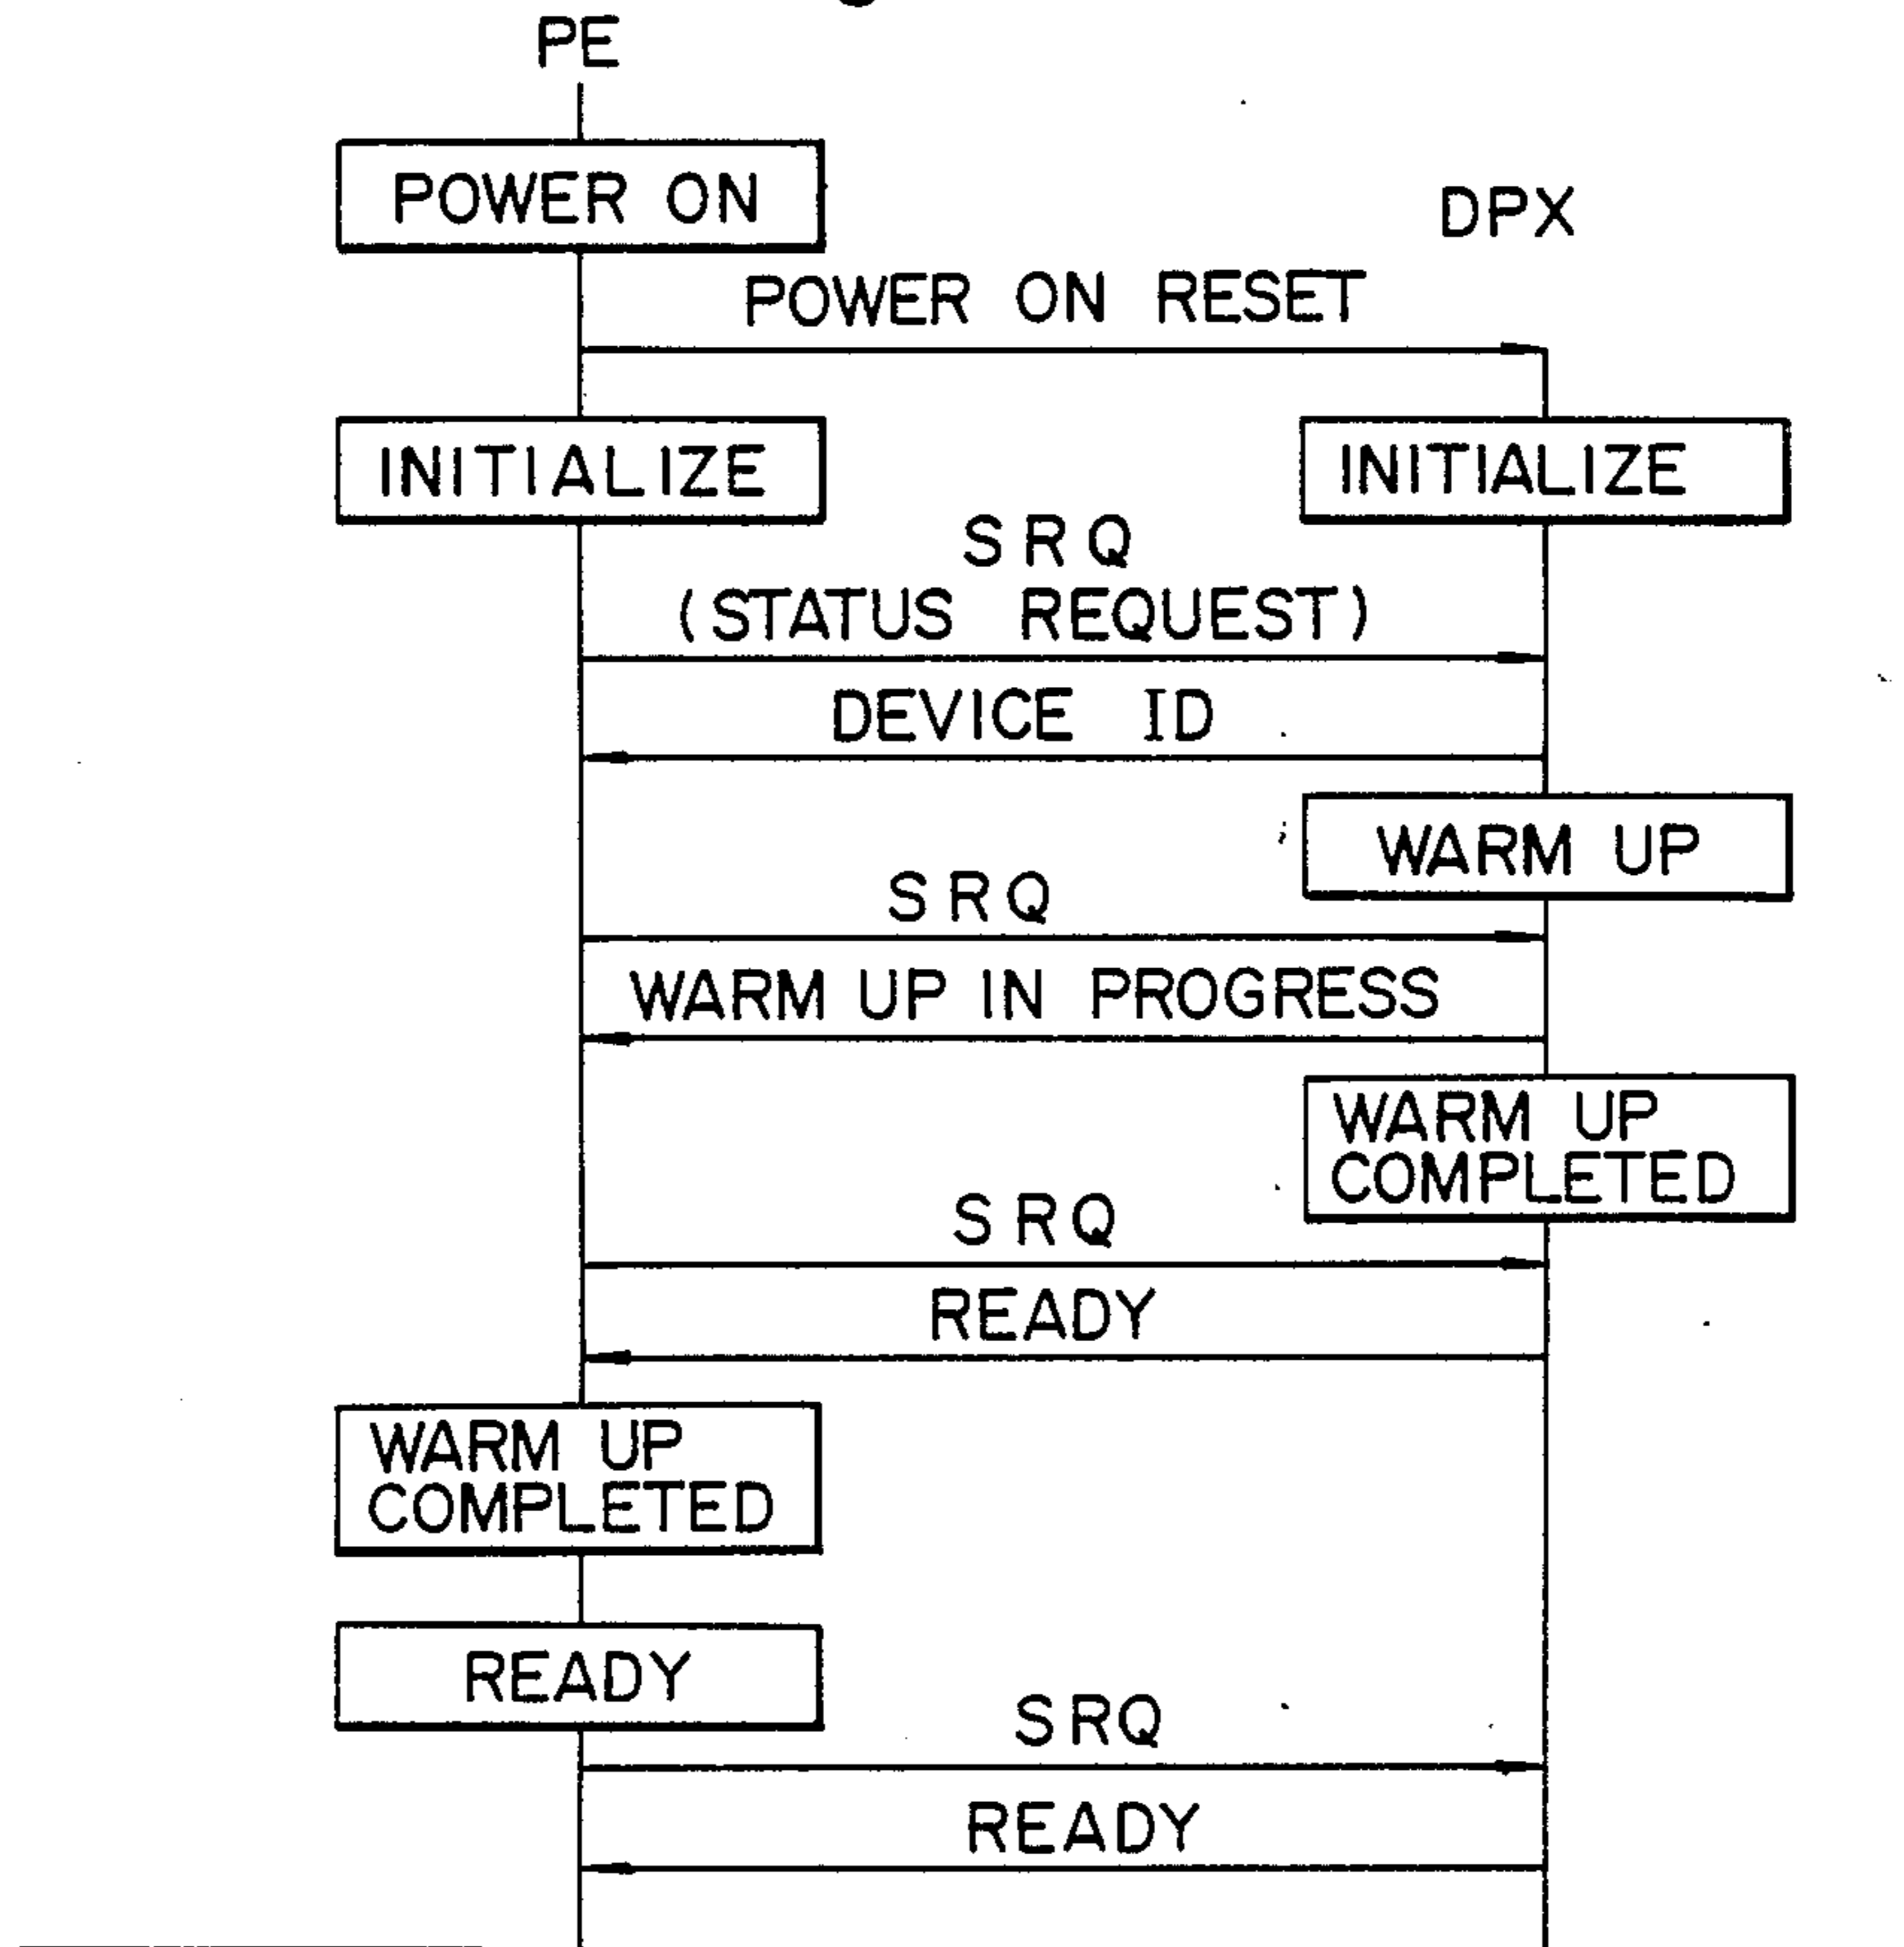 PE
POWER ON
DPX
POWER ON RESET
INITIALIZE
INITIALIZE
SRQ
(STATUS REQUEST)
DEVICE ID
WARM UP
SRQ
WARM UP IN PROGRESS
WARM UP
COMPLETED
SRQ
READY
WARM UP
COMPLETED
READY
SRQ
READY